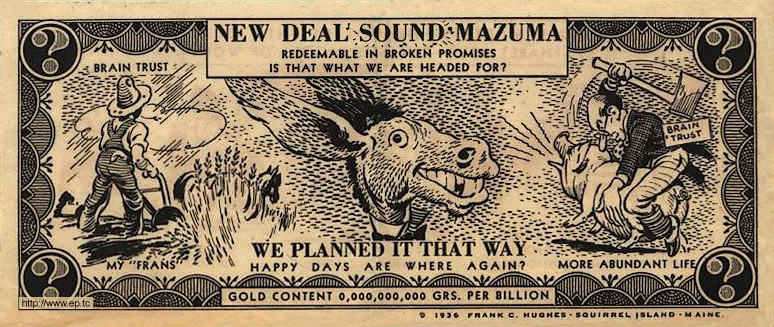 NEW DEAL SOUND MAZUMA
REDEEMABLE IN BROKEN PROMISES
IS THAT WHAT WE ARE HEADED FOR?
BRAIN TRUST
BRAIN
TRUST
WE PLANNED IT THAT WAY
MY "FRANS"
HAPPY DAYS ARE WHERE AGAIN?
MORE ABUNDANT LIFE
GOLD CONTENT 0,000,000,000 GRS. PER BILLION
© 1936 FRANK C. HUGHES - SQUIRREL ISLAND - MAINE.
?
?
?
?
http://www.ep.tc